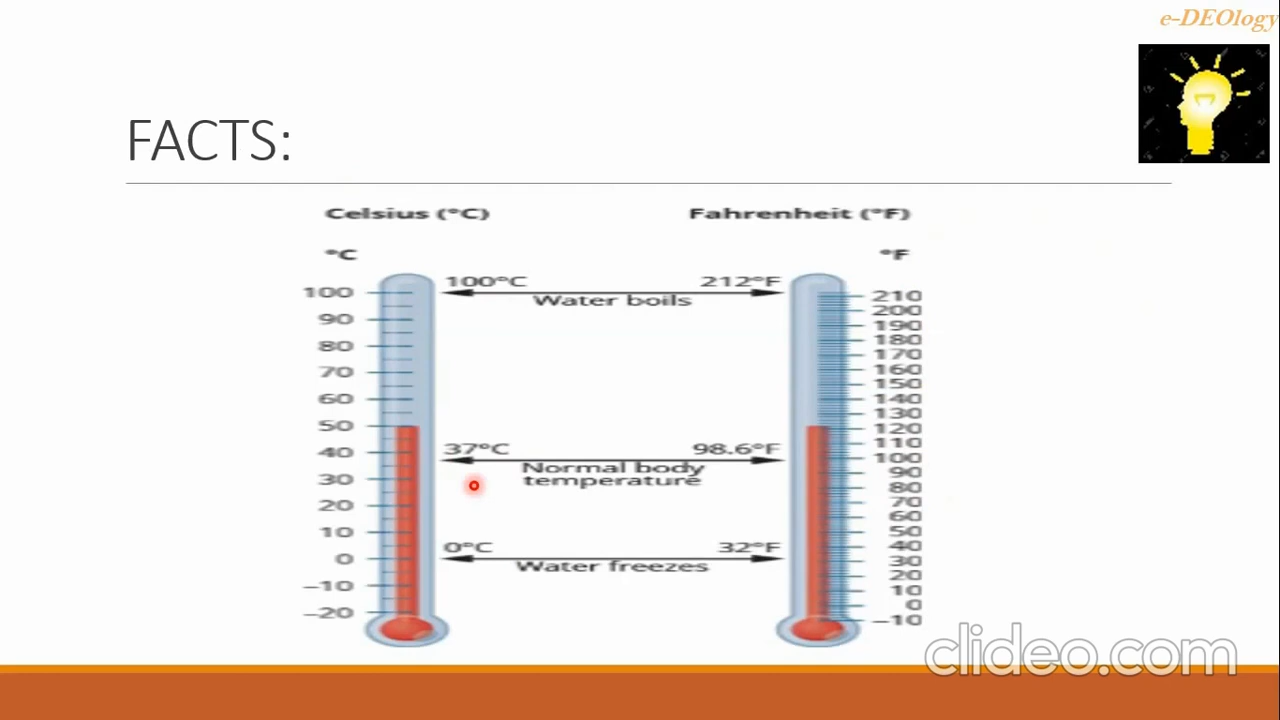 e-DEOlogy
FACTS:
Celsius (°C)
Fahrenheit (°F)
°C
°F
100°C
212°F
Water boils
37°C
98.6°F
Normal body
temperature
0°C
32°F
Water freezes
100
90
80
70
60
50
40
30
20
10
0
–10
–20
210
200
190
180
170
160
150
140
130
120
110
100
90
80
70
60
50
40
30
20
10
0
–10
clideo.com